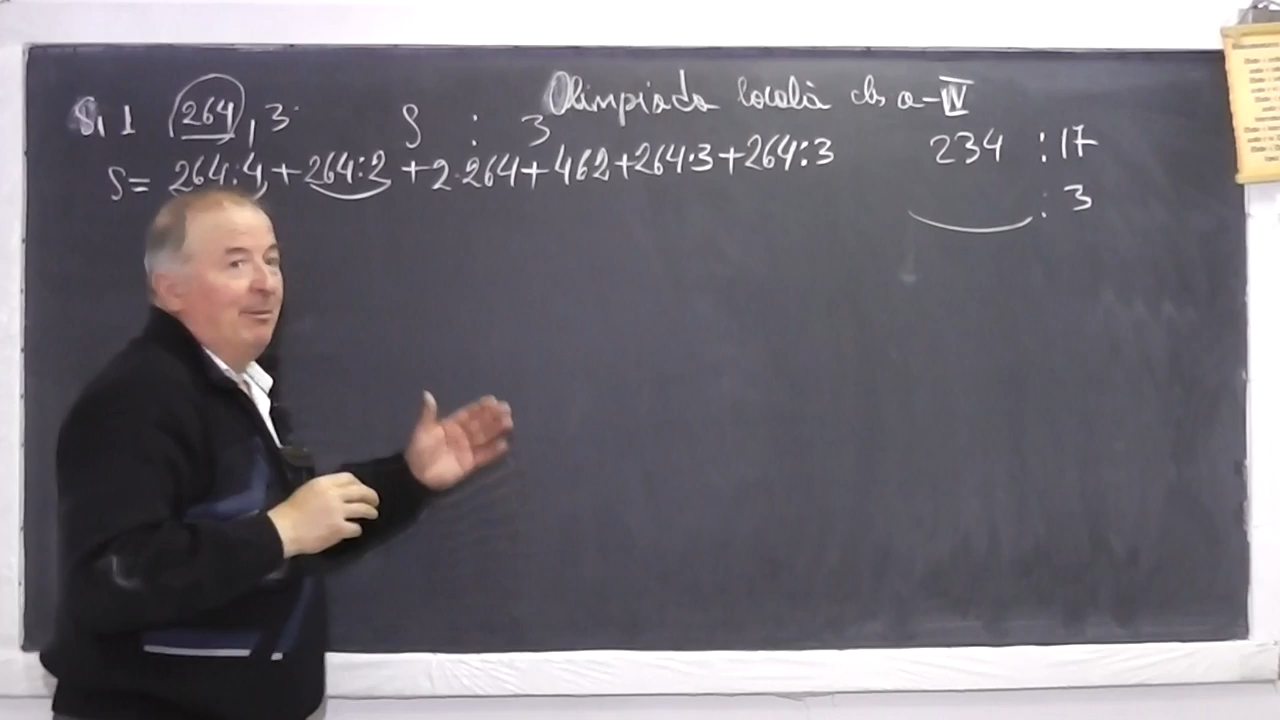 Olimpiada locală cls a-IV
S.1 264, 3 S : 3
S= 264:4+264:2+2·264+462+264·3+264:3
234 :17
:3